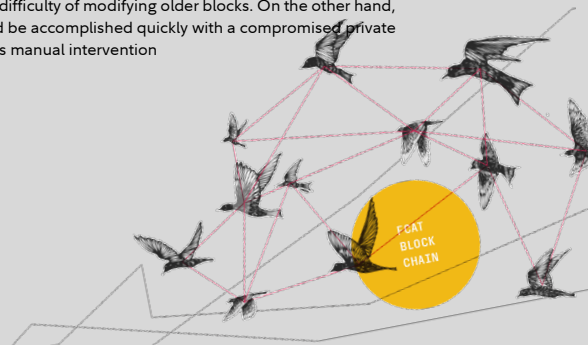 difficulty of modifying older blocks. On the other hand,
d be accomplished quickly with a compromised private
s manual intervention
FOAT
BLOCK
CHAIN